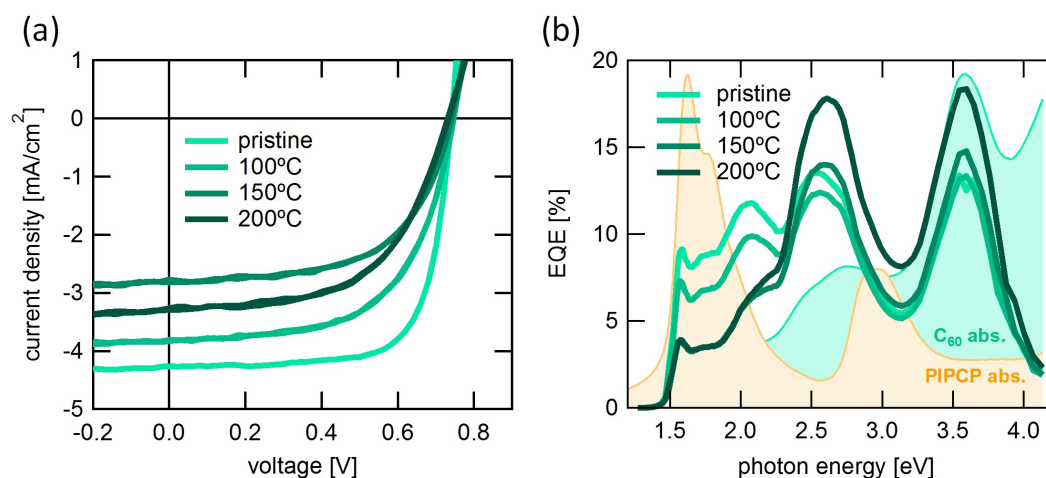 (a)
1
0
-1
-2
-3
-4
-5
-0.2
0.0
0.2
0.4
0.6
0.8
current density [mA/cm²]
voltage [V]
pristine
100ºC
150ºC
200ºC
(b)
20
15
10
5
0
1.5
2.0
2.5
3.0
3.5
4.0
EQE [%]
photon energy [eV]
pristine
100ºC
150ºC
200ºC
C₆₀ abs.
PIPCP abs.